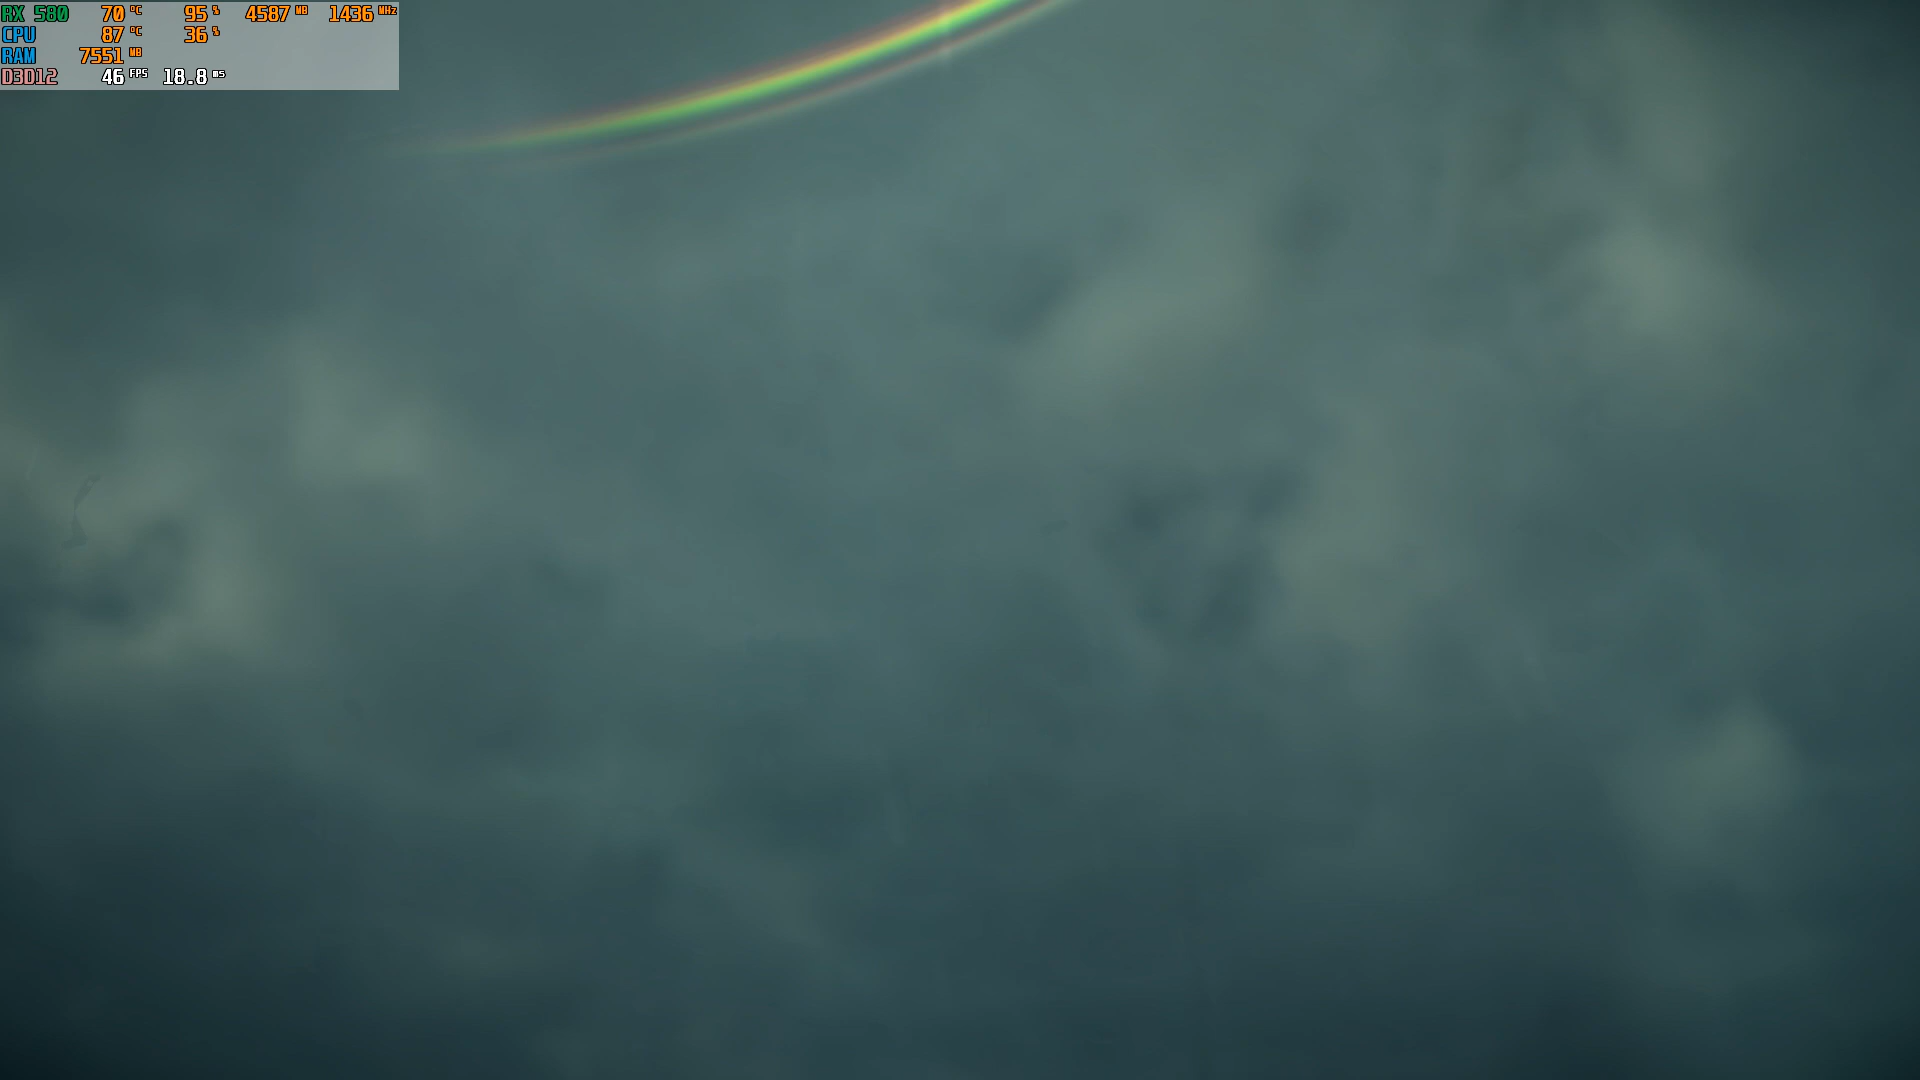 RX 580 70 °C 95 % 4587 MB 1436 MHz
CPU 87 °C 36 %
RAM 7551 MB
D3D12 46 FPS 18.8 ms